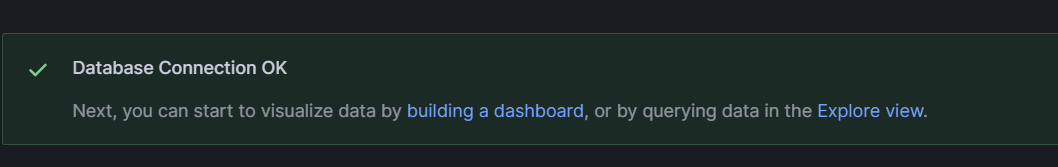 Database Connection OK
Next, you can start to visualize data by building a dashboard, or by querying data in the Explore view.